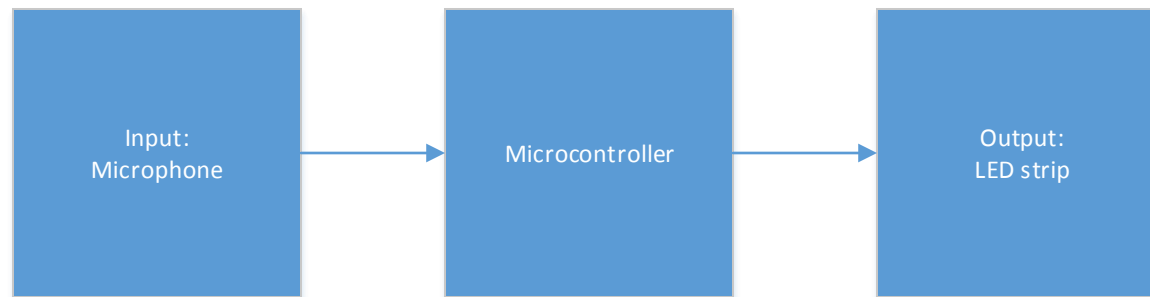 Input:
Microphone
Microcontroller
Output:
LED strip